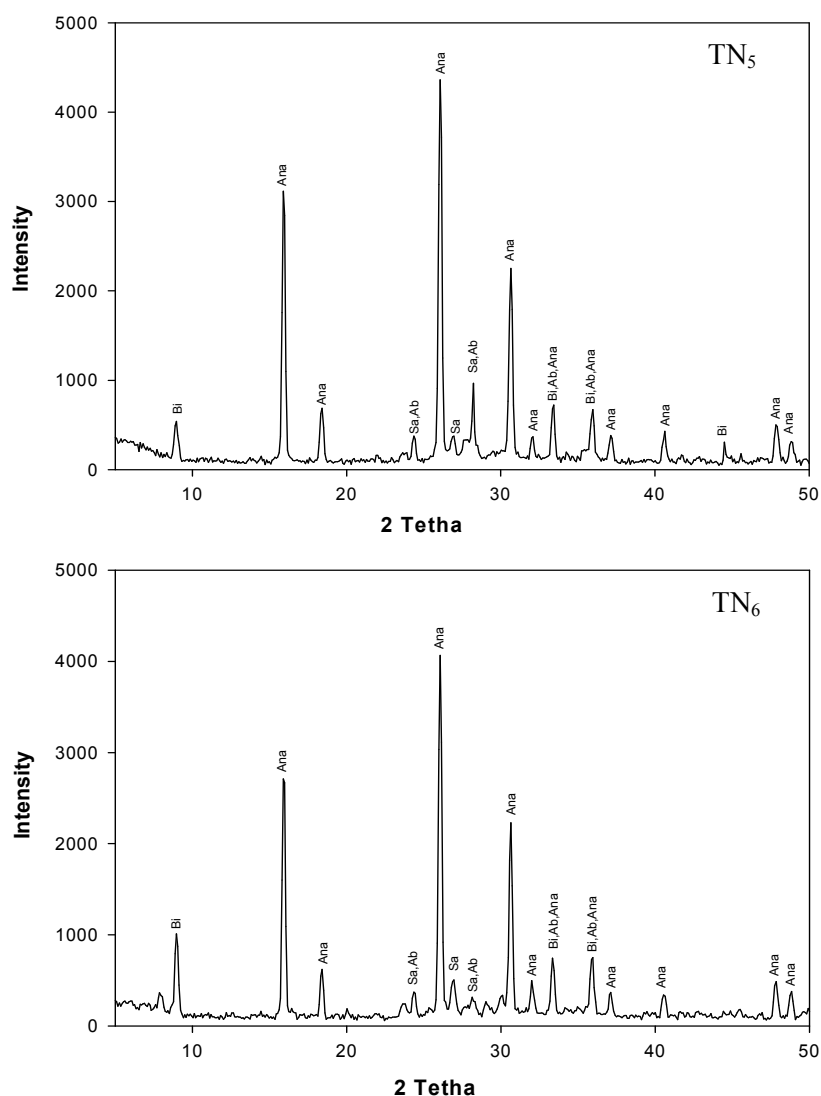 TN₅
Intensity
5000
4000
3000
2000
1000
0
Bi
Ana
Ana
Sa,Ab
Ana
Sa
Sa,Ab
Ana
Ana
Bi,Ab,Ana
Bi,Ab,Ana
Ana
Ana
Bi
Ana
Ana
10 20 30 40 50
2 Tetha
TN₆
Intensity
5000
4000
3000
2000
1000
0
Bi
Ana
Ana
Sa,Ab
Ana
Sa
Sa,Ab
Ana
Ana
Bi,Ab,Ana
Bi,Ab,Ana
Ana
Ana
Ana
Ana
10 20 30 40 50
2 Tetha